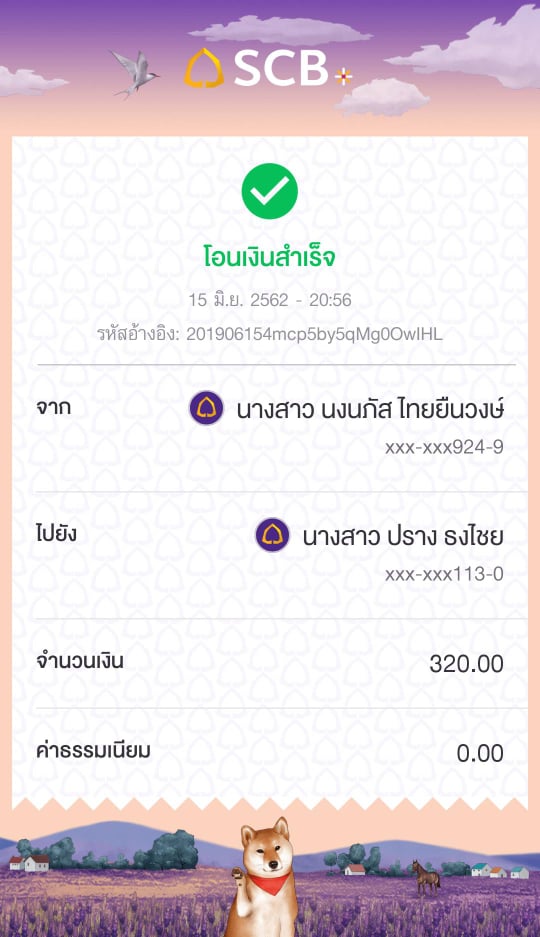 SCB
โอนเงินสำเร็จ
15 มิ.ย. 2562 - 20:56
รหัสอ้างอิง: 201906154mcp5by5qMg0OwIHL
จาก นางสาว นงนภัส ไทยยืนวงษ์
xxx-xxx924-9
ไปยัง นางสาว ปราง ธงไชย
xxx-xxx113-0
จำนวนเงิน 320.00
ค่าธรรมเนียม 0.00